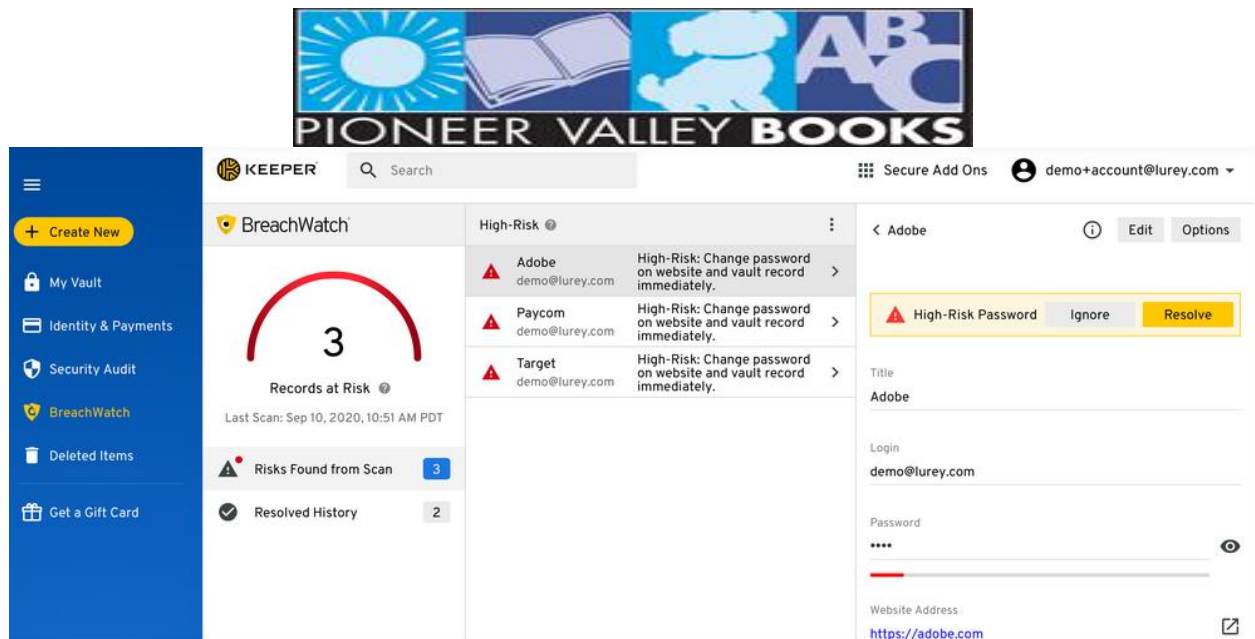 ABC
PIONEER VALLEY BOOKS
KEEPER
Search
Secure Add Ons
demo+account@lurey.com
+ Create New
My Vault
Identity & Payments
Security Audit
BreachWatch
Deleted Items
Get a Gift Card
BreachWatch
3
Records at Risk
Last Scan: Sep 10, 2020, 10:51 AM PDT
Risks Found from Scan 3
Resolved History 2
High-Risk
Adobe
demo@lurey.com
High-Risk: Change password
on website and vault record
immediately.
Paycom
demo@lurey.com
High-Risk: Change password
on website and vault record
immediately.
Target
demo@lurey.com
High-Risk: Change password
on website and vault record
immediately.
Adobe
Edit
Options
High-Risk Password
Ignore
Resolve
Title
Adobe
Login
demo@lurey.com
Password
••••
Website Address
https://adobe.com